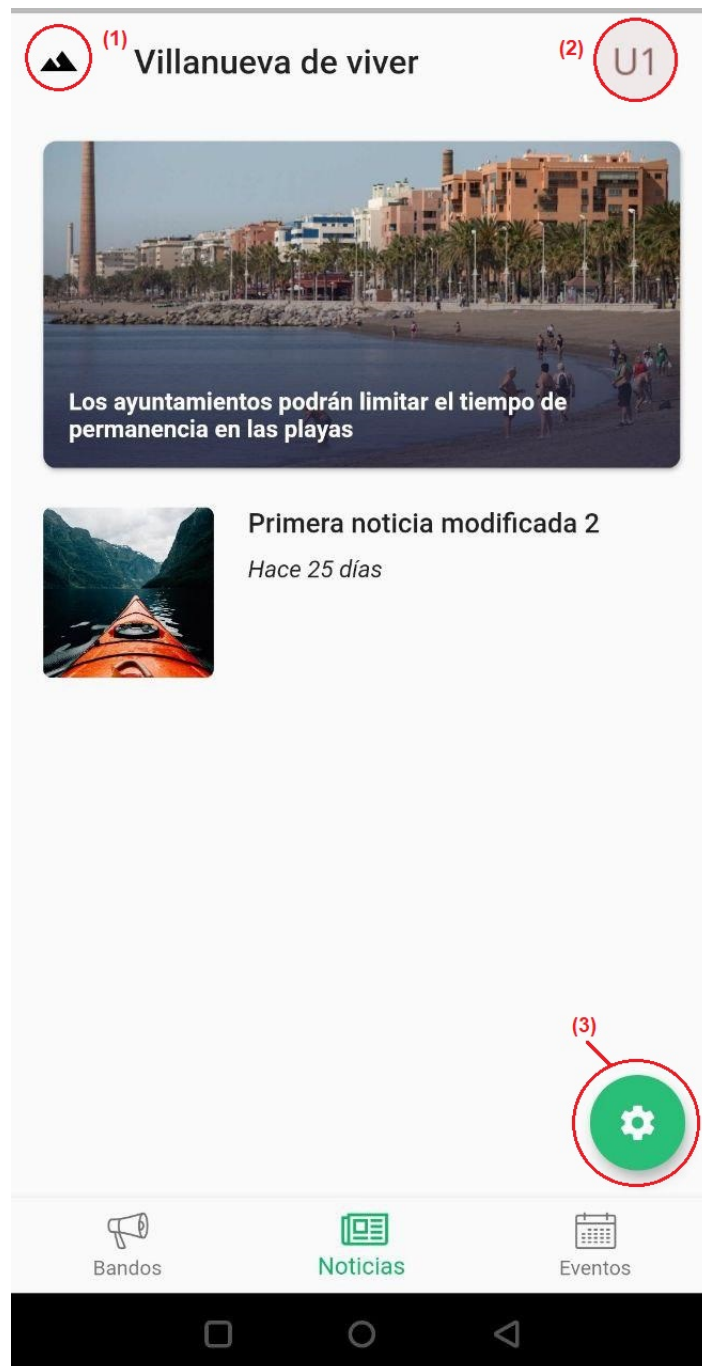 (1)
Villanueva de viver
(2)
U1
Los ayuntamientos podrán limitar el tiempo de
permanencia en las playas
Primera noticia modificada 2
Hace 25 días
(3)
Bandos
Noticias
Eventos